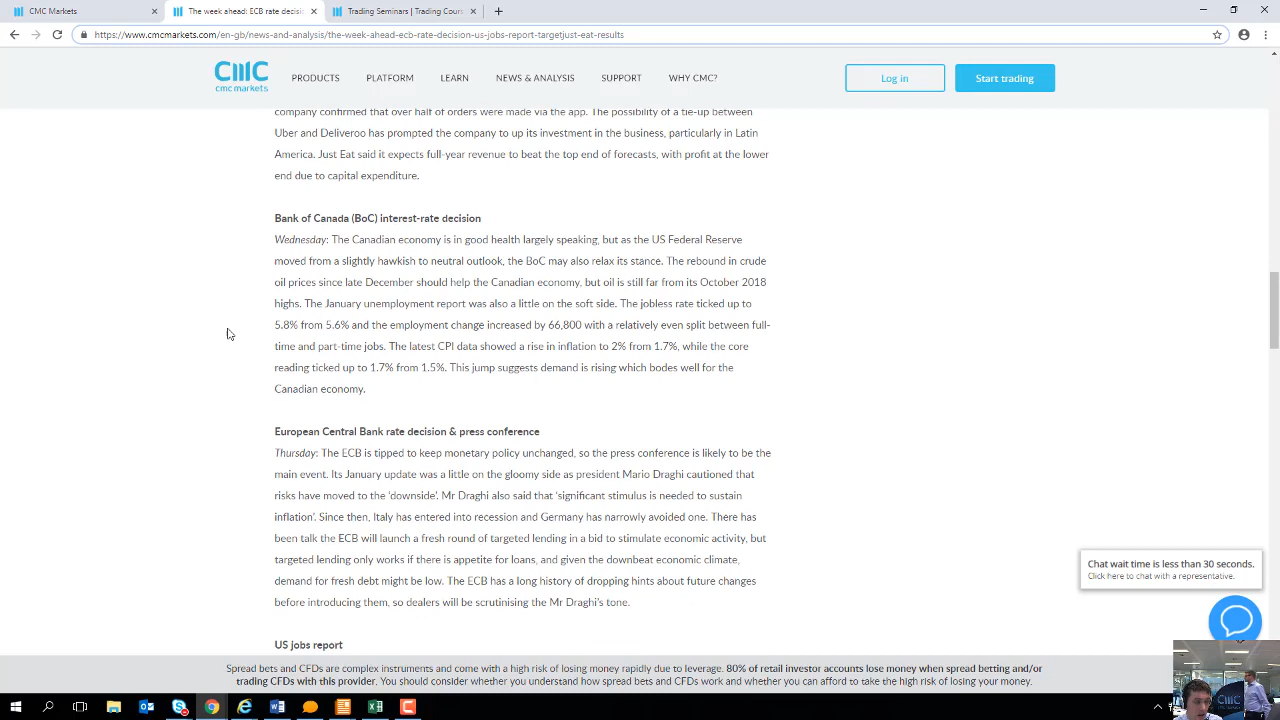 CMC Markets
The week ahead: ECB rate decisi
Trading Seminars | Trading Cours
https://www.cmcmarkets.com/en-gb/news-and-analysis/the-week-ahead-ecb-rate-decision-us-jobs-report-targetjust-eat-results
CMC
cmc markets
PRODUCTS
PLATFORM
LEARN
NEWS & ANALYSIS
SUPPORT
WHY CMC?
Log in
Start trading
company confirmed that over half of orders were made via the app. The possibility of a tie-up between
Uber and Deliveroo has prompted the company to up its investment in the business, particularly in Latin
America. Just Eat said it expects full-year revenue to beat the top end of forecasts, with profit at the lower
end due to capital expenditure.
Bank of Canada (BoC) interest-rate decision
Wednesday: The Canadian economy is in good health largely speaking, but as the US Federal Reserve
moved from a slightly hawkish to neutral outlook, the BoC may also relax its stance. The rebound in crude
oil prices since late December should help the Canadian economy, but oil is still far from its October 2018
highs. The January unemployment report was also a little on the soft side. The jobless rate ticked up to
5.8% from 5.6% and the employment change increased by 66,800 with a relatively even split between full-
time and part-time jobs. The latest CPI data showed a rise in inflation to 2% from 1.7%, while the core
reading ticked up to 1.7% from 1.5%. This jump suggests demand is rising which bodes well for the
Canadian economy.
European Central Bank rate decision & press conference
Thursday: The ECB is tipped to keep monetary policy unchanged, so the press conference is likely to be the
main event. Its January update was a little on the gloomy side as president Mario Draghi cautioned that
risks have moved to the ‘downside’. Mr Draghi also said that ‘significant stimulus is needed to sustain
inflation’. Since then, Italy has entered into recession and Germany has narrowly avoided one. There has
been talk the ECB will launch a fresh round of targeted lending in a bid to stimulate economic activity, but
targeted lending only works if there is appetite for loans, and given the downbeat economic climate,
demand for fresh debt might be low. The ECB has a long history of dropping hints about future changes
before introducing them, so dealers will be scrutinising the Mr Draghi’s tone.
US jobs report
Chat wait time is less than 30 seconds.
Click here to chat with a representative.
Spread bets and CFDs are complex instruments and come with a high risk of losing money rapidly due to leverage. 80% of retail investor accounts lose money when spread betting and/or
trading CFDs with this provider. You should consider whether you understand how spread bets and CFDs work and whether you can afford to take the high risk of losing your money.